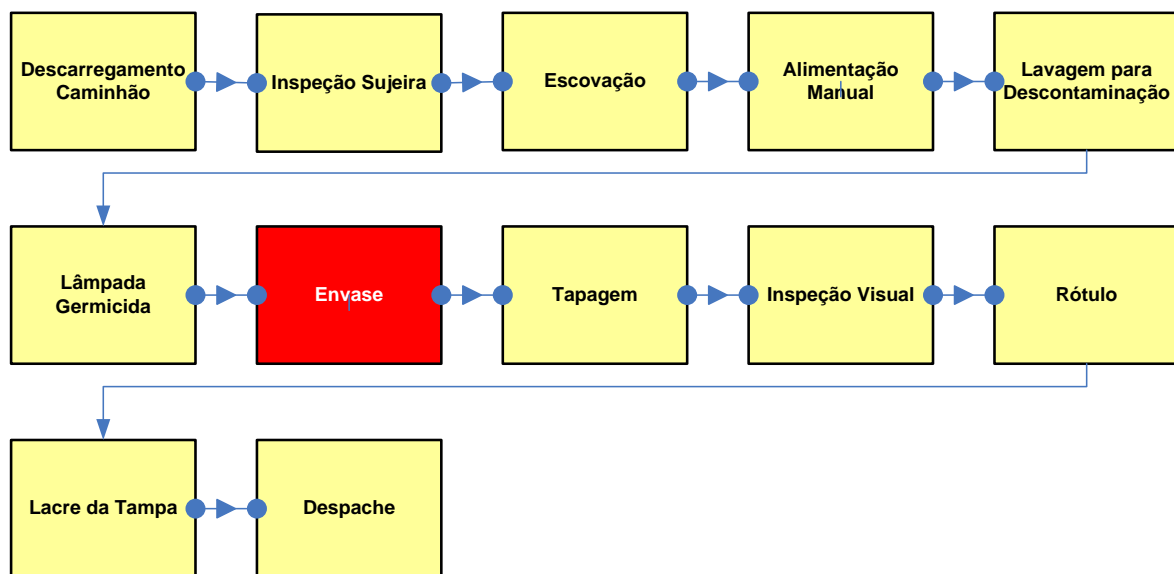 Descarregamento
Caminhão
Inspeção Sujeira
Escovação
Alimentação
Manual
Lavagem para
Descontaminação
Lâmpada
Germicida
Envase
Tapagem
Inspeção Visual
Rótulo
Lacre da Tampa
Despache